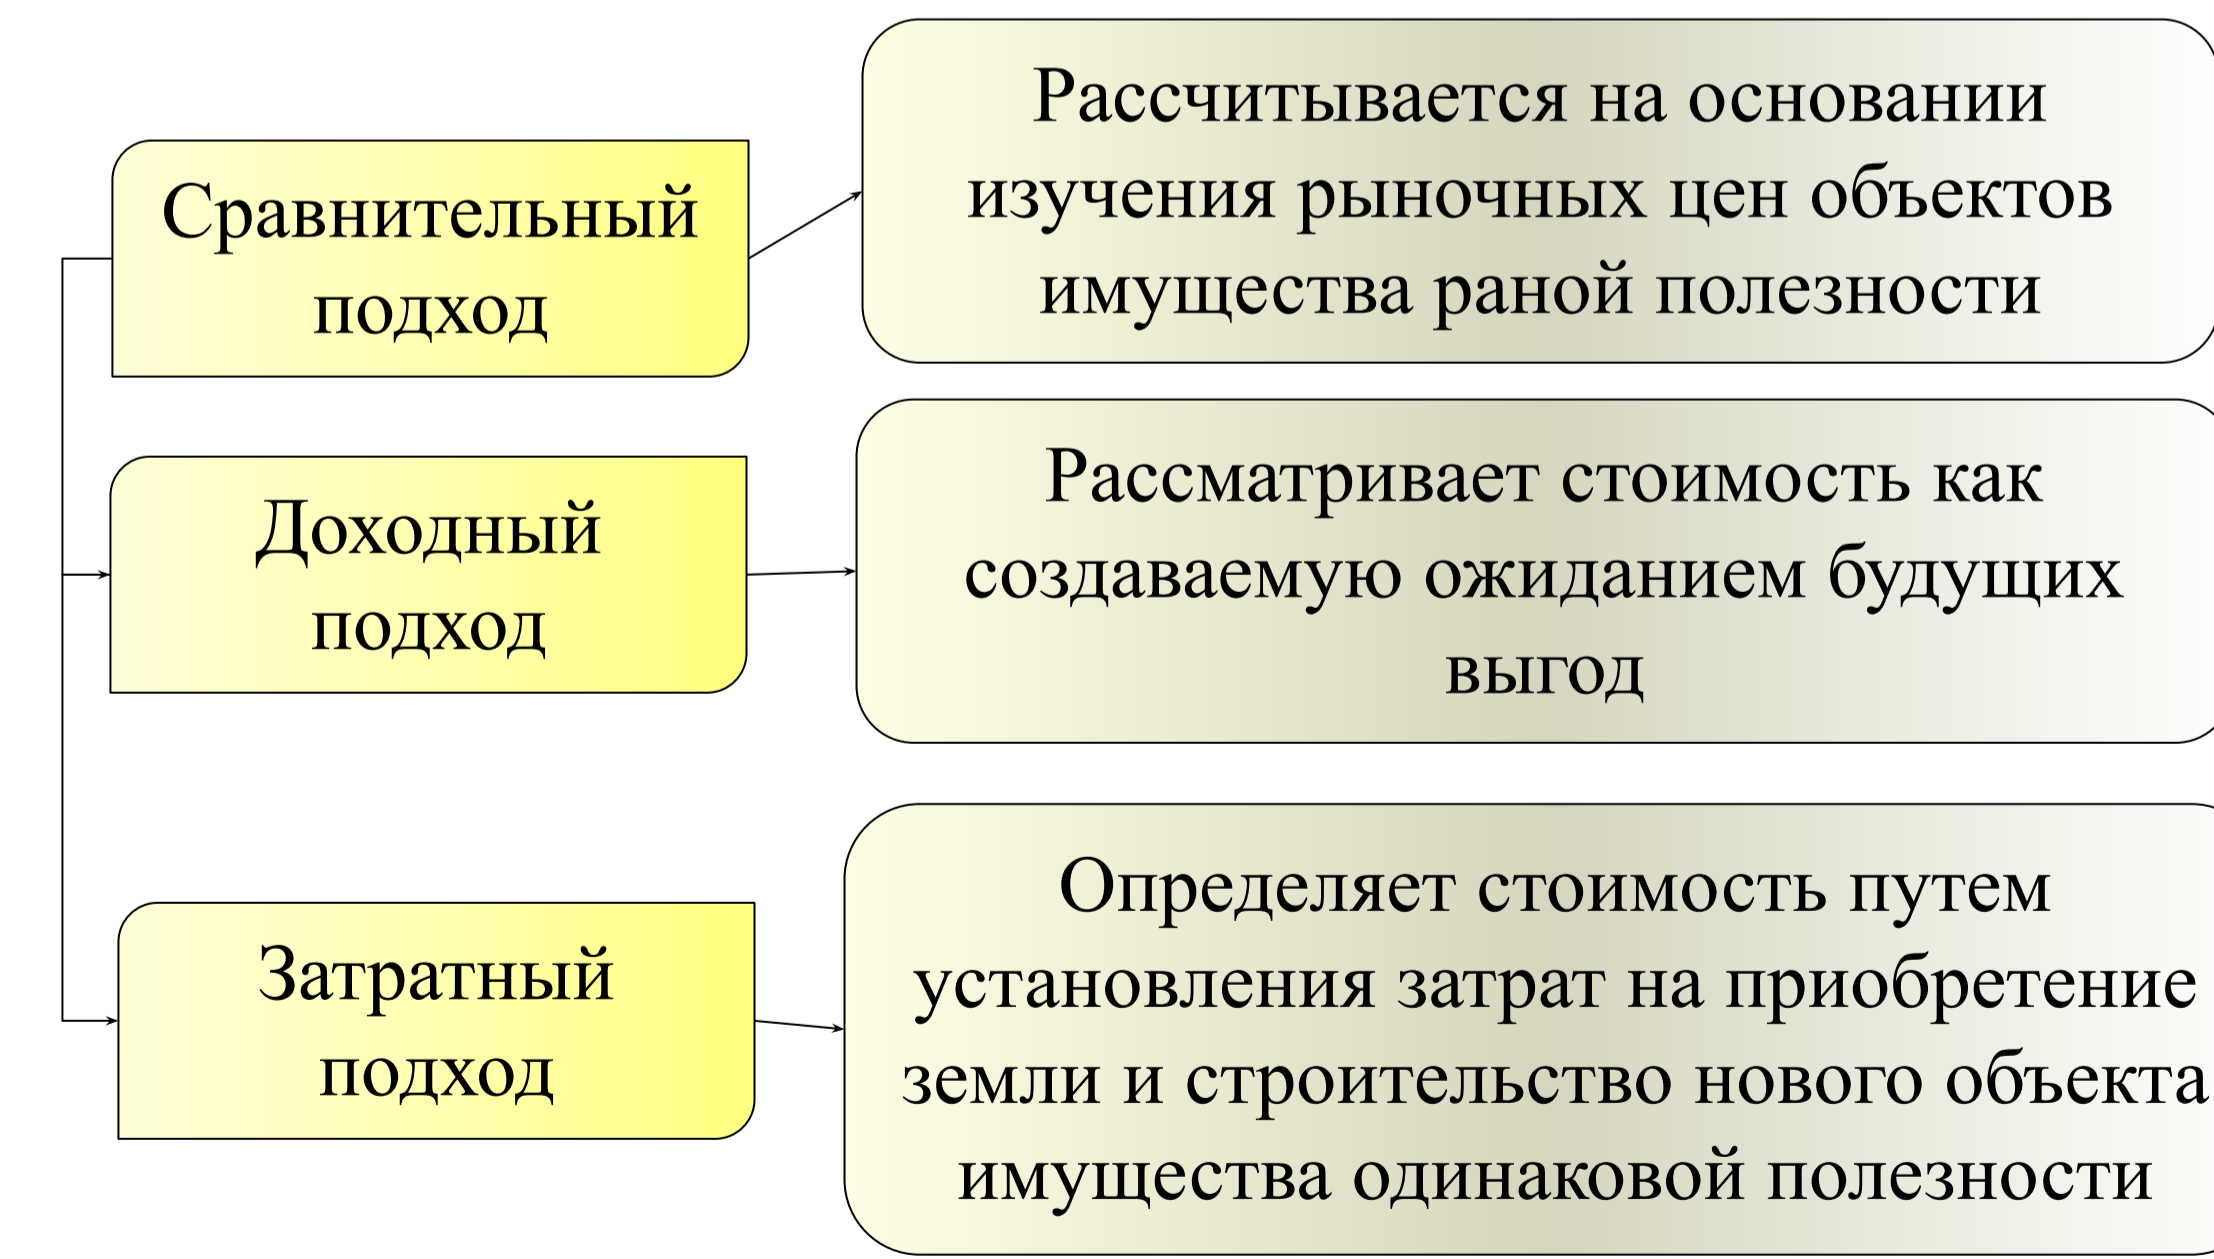 Сравнительный
подход
Рассчитывается на основании
изучения рыночных цен объектов
имущества раной полезности
Доходный
подход
Рассматривает стоимость как
создаваемую ожиданием будущих
выгод
Затратный
подход
Определяет стоимость путем
установления затрат на приобретение
земли и строительство нового объекта
имущества одинаковой полезности